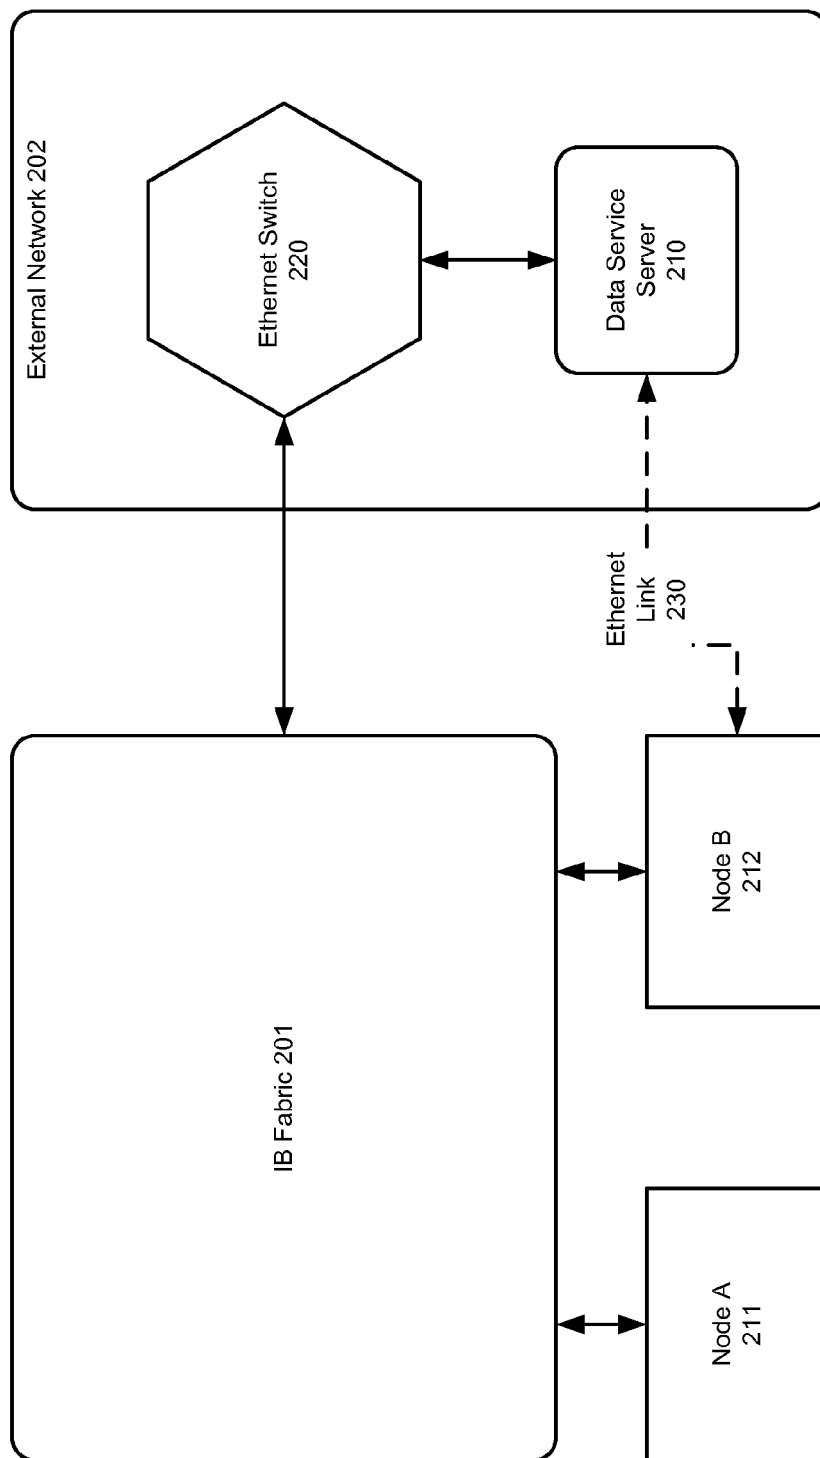 External Network 202
Ethernet Switch
220
Data Service
Server
210
Ethernet
Link
230
IB Fabric 201
Node B
212
Node A
211